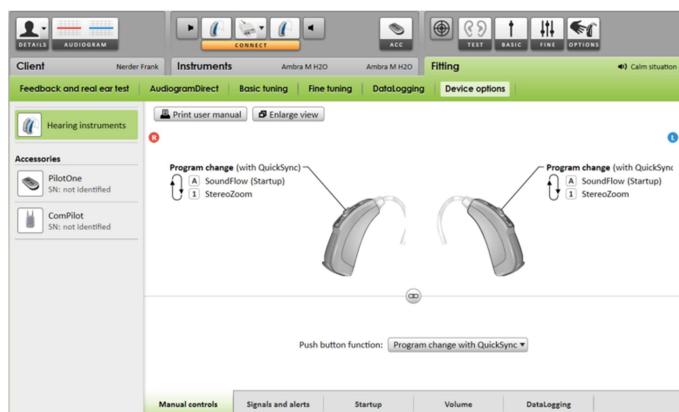 DETAILS AUDIOGRAM CONNECT ACC TEST BASIC FINE OPTIONS
Client Nerder Frank Instruments Ambra M H2O Ambra M H2O Fitting Calm situation
Feedback and real ear test AudiogramDirect Basic tuning Fine tuning DataLogging Device options
Hearing instruments
Print user manual Enlarge view
R L
Accessories
PilotOne
SN: not identified
ComPilot
SN: not identified
Program change (with QuickSync)
A SoundFlow (Startup)
1 StereoZoom
Program change (with QuickSync
A SoundFlow (Startup)
1 StereoZoom
Push button function: Program change with QuickSync
Manual controls Signals and alerts Startup Volume DataLogging